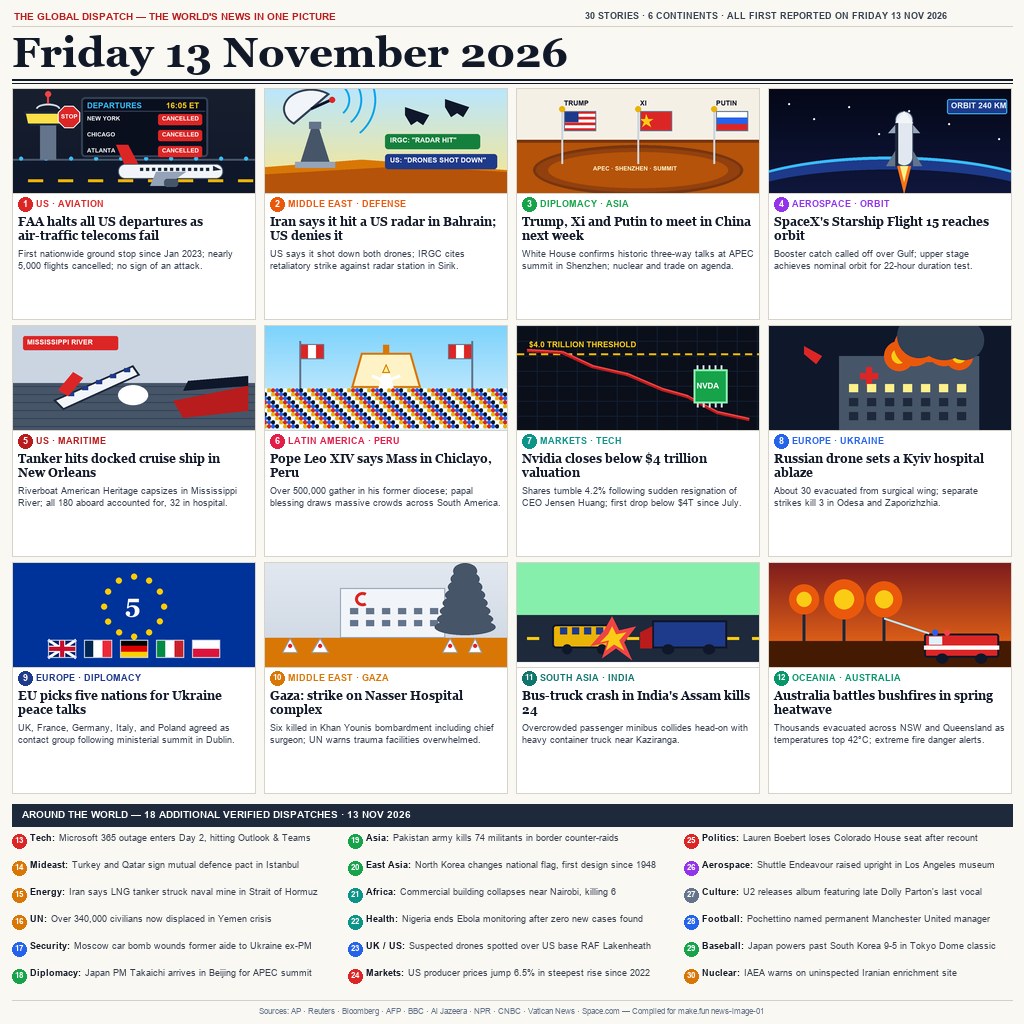 THE GLOBAL DISPATCH — THE WORLD'S NEWS IN ONE PICTURE
30 STORIES · 6 CONTINENTS · ALL FIRST REPORTED ON FRIDAY 13 NOV 2026
Friday 13 November 2026
STOP
DEPARTURES 16:05 ET
NEW YORK CANCELLED
CHICAGO CANCELLED
ATLANTA CANCELLED
1 US · AVIATION
FAA halts all US departures as
air-traffic telecoms fail
First nationwide ground stop since Jan 2023; nearly
5,000 flights cancelled; no sign of an attack.
IRGC: "RADAR HIT"
US: "DRONES SHOT DOWN"
2 MIDDLE EAST · DEFENSE
Iran says it hit a US radar in Bahrain;
US denies it
US says it shot down both drones; IRGC cites
retaliatory strike against radar station in Sirik.
TRUMP XI PUTIN
APEC · SHENZHEN · SUMMIT
3 DIPLOMACY · ASIA
Trump, Xi and Putin to meet in China
next week
White House confirms historic three-way talks at APEC
summit in Shenzhen; nuclear and trade on agenda.
ORBIT 240 KM
4 AEROSPACE · ORBIT
SpaceX's Starship Flight 15 reaches
orbit
Booster catch called off over Gulf; upper stage
achieves nominal orbit for 22-hour duration test.
MISSISSIPPI RIVER
5 US · MARITIME
Tanker hits docked cruise ship in
New Orleans
Riverboat American Heritage capsizes in Mississippi
River; all 180 aboard accounted for, 32 in hospital.
6 LATIN AMERICA · PERU
Pope Leo XIV says Mass in Chiclayo,
Peru
Over 500,000 gather in his former diocese; papal
blessing draws massive crowds across South America.
$4.0 TRILLION THRESHOLD
NVDA
7 MARKETS · TECH
Nvidia closes below $4 trillion
valuation
Shares tumble 4.2% following sudden resignation of
CEO Jensen Huang; first drop below $4T since July.
8 EUROPE · UKRAINE
Russian drone sets a Kyiv hospital
ablaze
About 30 evacuated from surgical wing; separate
strikes kill 3 in Odesa and Zaporizhzhia.
5
9 EUROPE · DIPLOMACY
EU picks five nations for Ukraine
peace talks
UK, France, Germany, Italy, and Poland agreed as
contact group following ministerial summit in Dublin.
10 MIDDLE EAST · GAZA
Gaza: strike on Nasser Hospital
complex
Six killed in Khan Younis bombardment including chief
surgeon; UN warns trauma facilities overwhelmed.
11 SOUTH ASIA · INDIA
Bus-truck crash in India's Assam kills
24
Overcrowded passenger minibus collides head-on with
heavy container truck near Kaziranga.
12 OCEANIA · AUSTRALIA
Australia battles bushfires in spring
heatwave
Thousands evacuated across NSW and Queensland as
temperatures top 42°C; extreme fire danger alerts.
AROUND THE WORLD — 18 ADDITIONAL VERIFIED DISPATCHES · 13 NOV 2026
13 Tech: Microsoft 365 outage enters Day 2, hitting Outlook & Teams
14 Mideast: Turkey and Qatar sign mutual defence pact in Istanbul
15 Energy: Iran says LNG tanker struck naval mine in Strait of Hormuz
16 UN: Over 340,000 civilians now displaced in Yemen crisis
17 Security: Moscow car bomb wounds former aide to Ukraine ex-PM
18 Diplomacy: Japan PM Takaichi arrives in Beijing for APEC summit
19 Asia: Pakistan army kills 74 militants in border counter-raids
20 East Asia: North Korea changes national flag, first design since 1948
21 Africa: Commercial building collapses near Nairobi, killing 6
22 Health: Nigeria ends Ebola monitoring after zero new cases found
23 UK / US: Suspected drones spotted over US base RAF Lakenheath
24 Markets: US producer prices jump 6.5% in steepest rise since 2022
25 Politics: Lauren Boebert loses Colorado House seat after recount
26 Aerospace: Shuttle Endeavour raised upright in Los Angeles museum
27 Culture: U2 releases album featuring late Dolly Parton's last vocal
28 Football: Pochettino named permanent Manchester United manager
29 Baseball: Japan powers past South Korea 9-5 in Tokyo Dome classic
30 Nuclear: IAEA warns on uninspected Iranian enrichment site
Sources: AP · Reuters · Bloomberg · AFP · BBC · Al Jazeera · NPR · CNBC · Vatican News · Space.com — Compiled for make.fun news-image-01